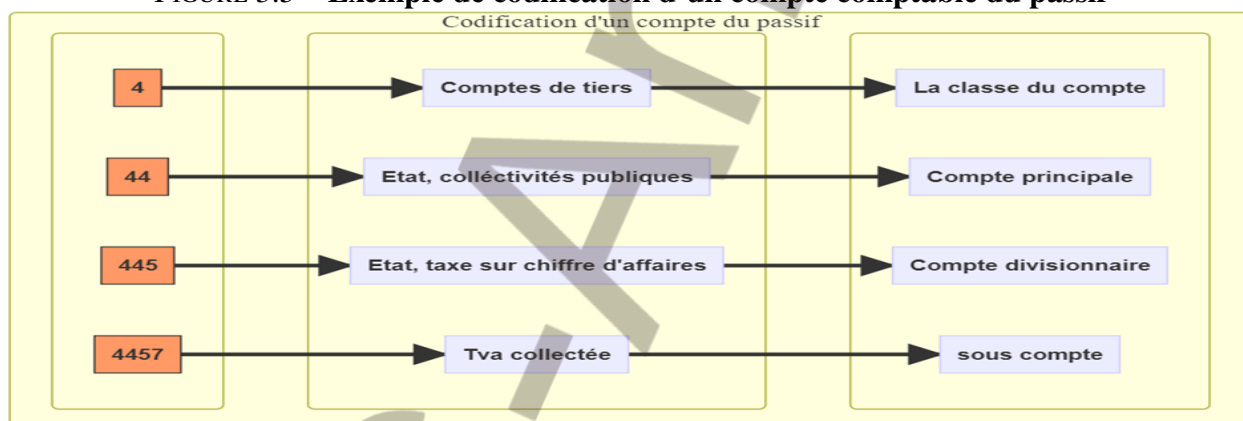 Codification d'un compte du passif
4 Comptes de tiers La classe du compte
44 Etat, colléctivités publiques Compte principale
445 Etat, taxe sur chiffre d'affaires Compte divisionnaire
4457 Tva collectée sous compte